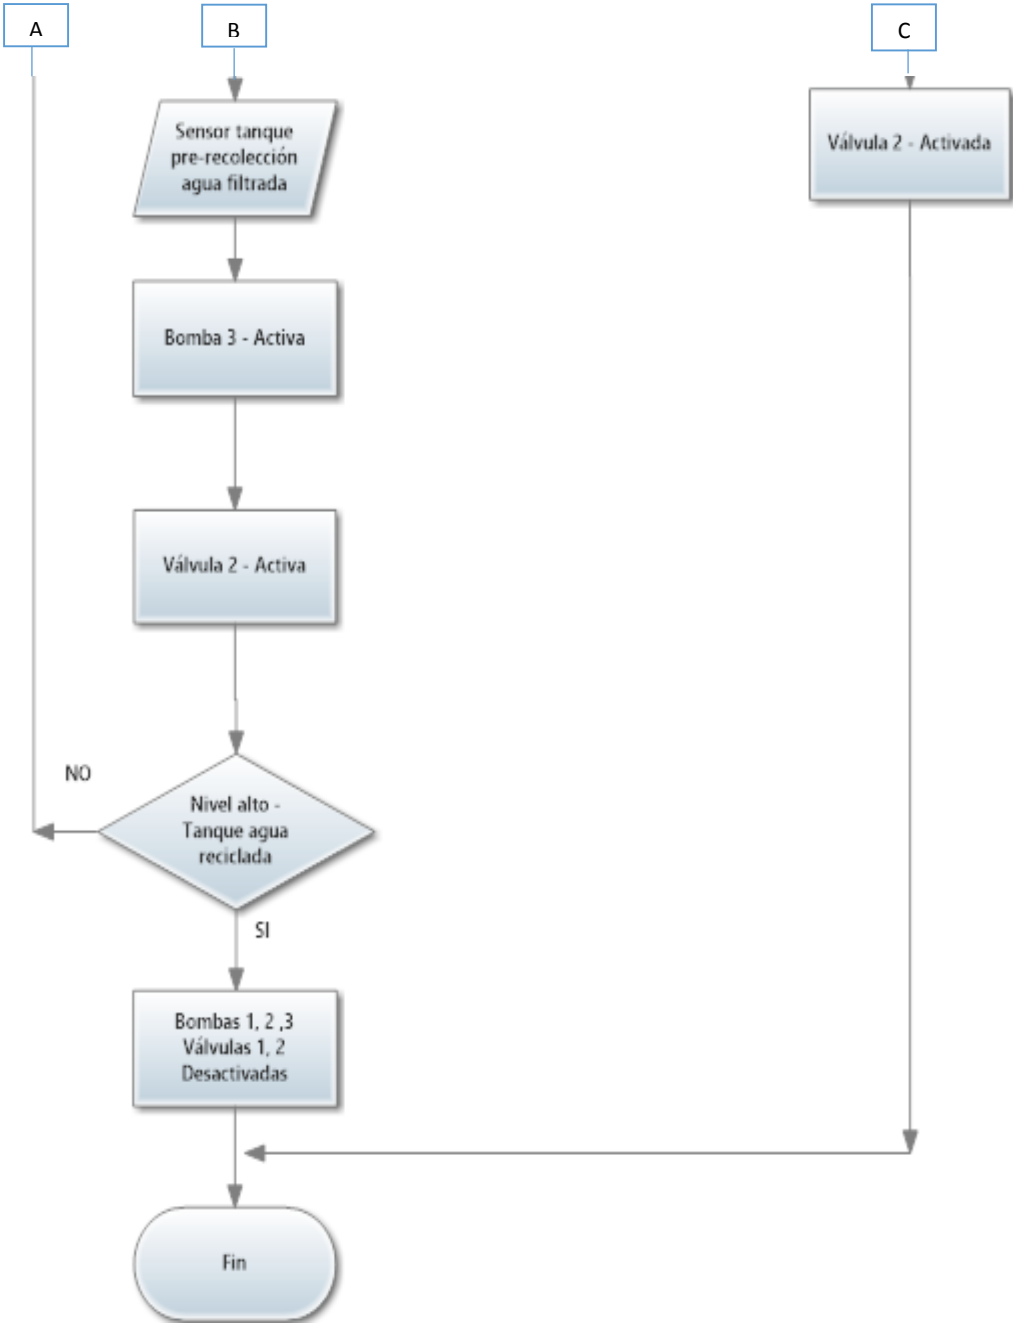 A
B
C
Sensor tanque
pre-recolección
agua filtrada
Válvula 2 - Activada
Bomba 3 - Activa
Válvula 2 - Activa
NO
Nivel alto -
Tanque agua
reciclada
SI
Bombas 1, 2 ,3
Válvulas 1, 2
Desactivadas
Fin